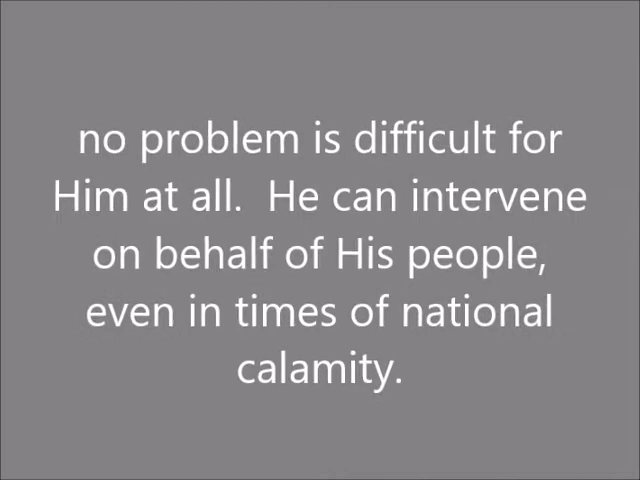 no problem is difficult for
Him at all.  He can intervene
on behalf of His people,
even in times of national
calamity.